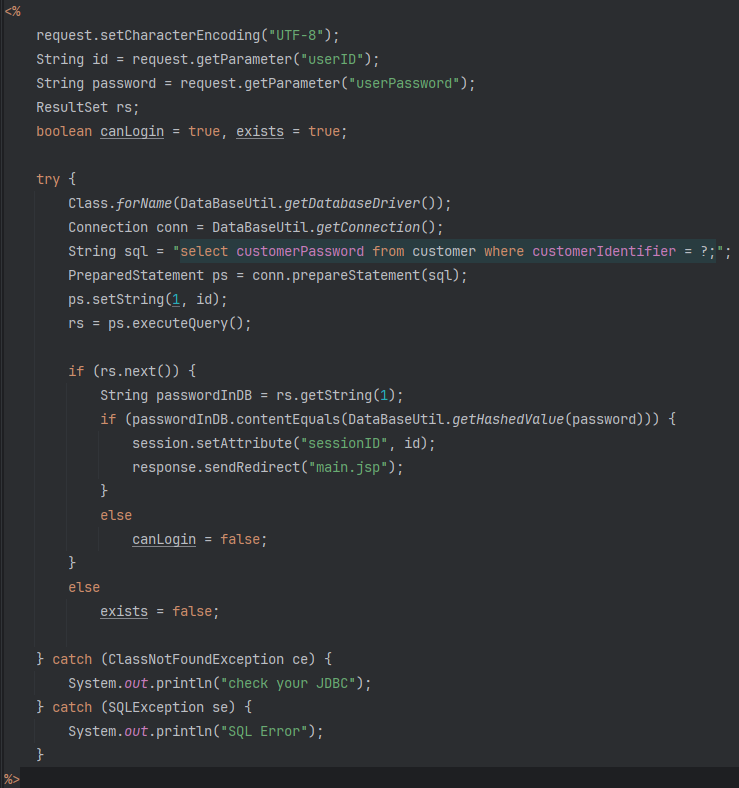 <%
    request.setCharacterEncoding("UTF-8");
    String id = request.getParameter("userID");
    String password = request.getParameter("userPassword");
    ResultSet rs;
    boolean canLogin = true, exists = true;

    try {
        Class.forName(DataBaseUtil.getDatabaseDriver());
        Connection conn = DataBaseUtil.getConnection();
        String sql = "select customerPassword from customer where customerIdentifier = ?;";
        PreparedStatement ps = conn.prepareStatement(sql);
        ps.setString(1, id);
        rs = ps.executeQuery();

        if (rs.next()) {
            String passwordInDB = rs.getString(1);
            if (passwordInDB.contentEquals(DataBaseUtil.getHashedValue(password))) {
                session.setAttribute("sessionID", id);
                response.sendRedirect("main.jsp");
            }
            else
                canLogin = false;
        }
        else
            exists = false;

    } catch (ClassNotFoundException ce) {
        System.out.println("check your JDBC");
    } catch (SQLException se) {
        System.out.println("SQL Error");
    }
%>